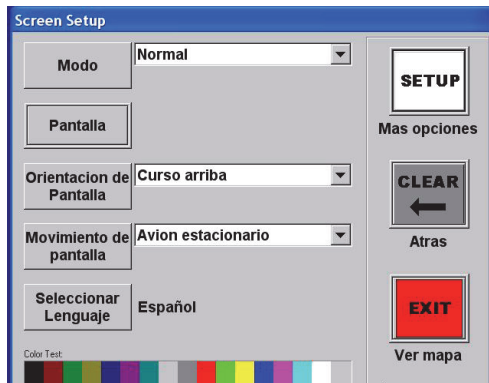 Screen Setup
Modo
Normal
SETUP
Mas opciones
Pantalla
Orientacion de
Pantalla
Curso arriba
CLEAR
Atras
Movimiento de
pantalla
Avion estacionario
Seleccionar
Lenguaje
Español
EXIT
Ver mapa
Color Test: